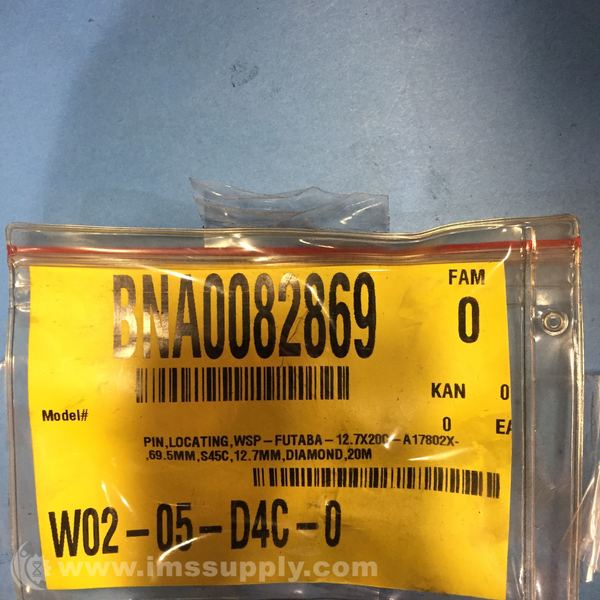 BNA0082869
FAM
0
KAN 0
Model#
0 EA
PIN,LOCATING,WSP-FUTABA-12.7X20C-A17802X-
,69.5MM,S45C,12.7MM,DIAMOND,20M
W02-05-D4C-0
www.imssupply.com